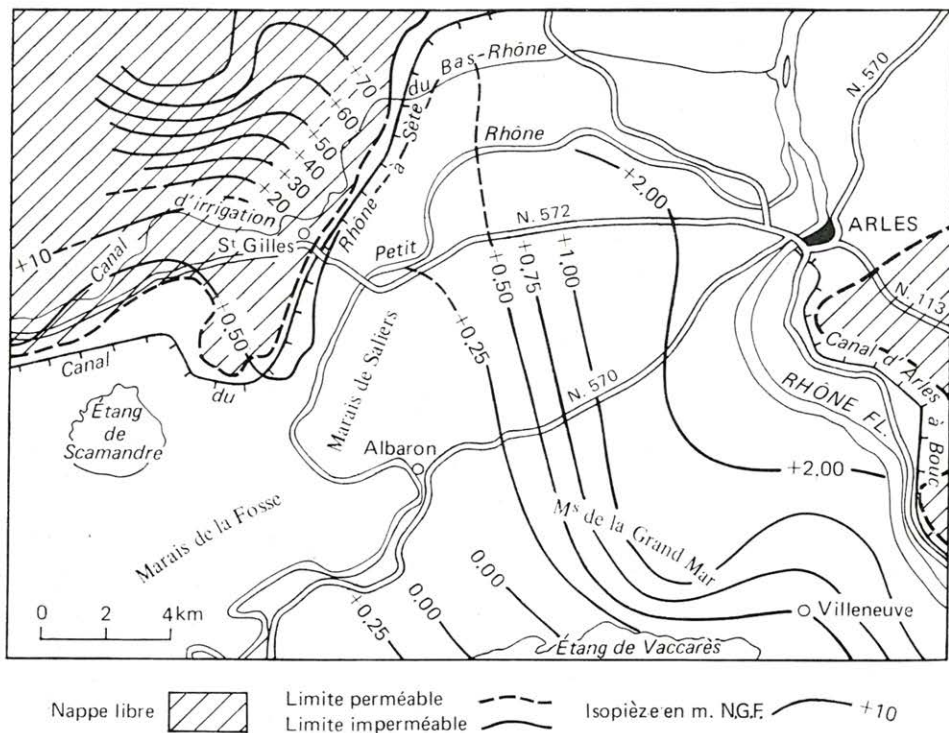 +70
+60
+50
+40
+30
+20
+10
Canal d'irrigation du Bas-Rhône
St Gilles
Canal du Rhône à Sète
+0.50
Petit Rhône
N. 570
N. 572
+2,00
ARLES
N. 113
Canal d'Arles à Bouc
RHÔNE FL.
+0,50
+0,75
+1,00
+0.25
Marais de Saliers
N. 570
Étang
de
Scamandre
Albaron
+2,00
Marais de la Fosse
Ms de la Grand Mar
0.00
0.00
+0.25
Villeneuve
Étang de Vaccarès
0 2 4 km
Nappe libre
Limite perméable
Limite imperméable
Isopièze en m. N.G.F. +10